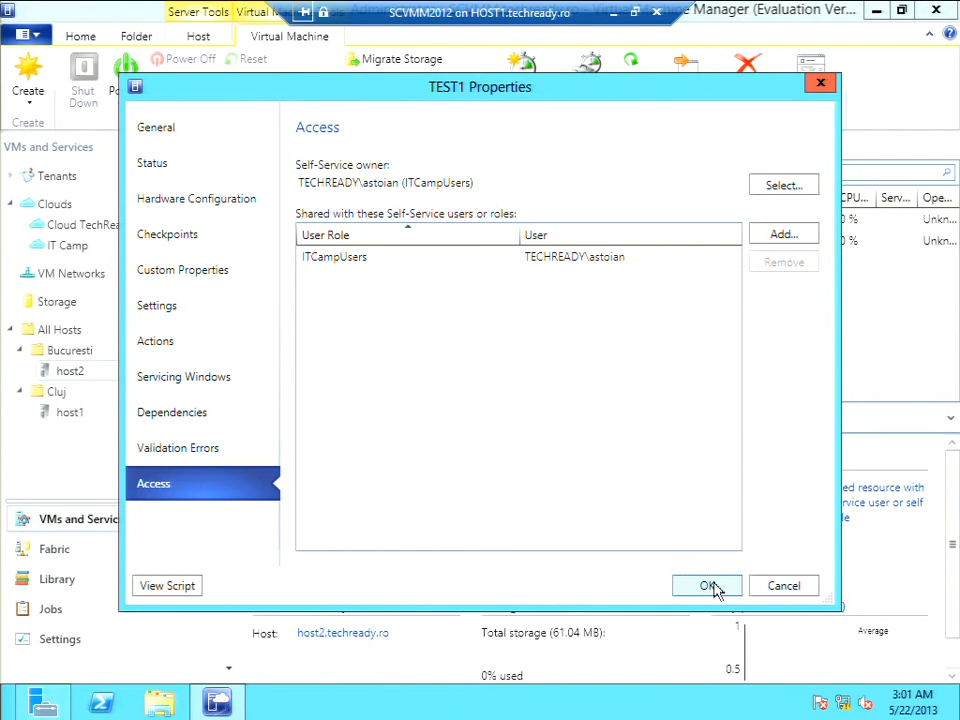 Server Tools
Virtual
SCVMM2012 on HOST1.techready.ro
Machine Manager (Evaluation Ver...
Home
Folder
Host
Virtual Machine
Create
Shut
Down
Power Off
Reset
Migrate Storage
Create
VMs and Services
Tenants
Clouds
Cloud TechRea
IT Camp
VM Networks
Storage
All Hosts
Bucuresti
host2
Cluj
host1
VMs and Servic
Fabric
Library
Jobs
Settings
TEST1 Properties
General
Status
Hardware Configuration
Checkpoints
Custom Properties
Settings
Actions
Servicing Windows
Dependencies
Validation Errors
Access
Access
Self-Service owner:
TECHREADY\astoian (ITCampUsers)
Select...
Shared with these Self-Service users or roles:
User Role
User
Add...
ITCampUsers
TECHREADY\astoian
Remove
View Script
OK
Cancel
CPU...
Serv...
Ope...
0 %
Unkn...
%
Unkn...
ed resource with
rvice user or self
le
Host:
host2.techready.ro
Total storage (61.04 MB):
0% used
1
0.5
Average
3:01 AM
5/22/2013